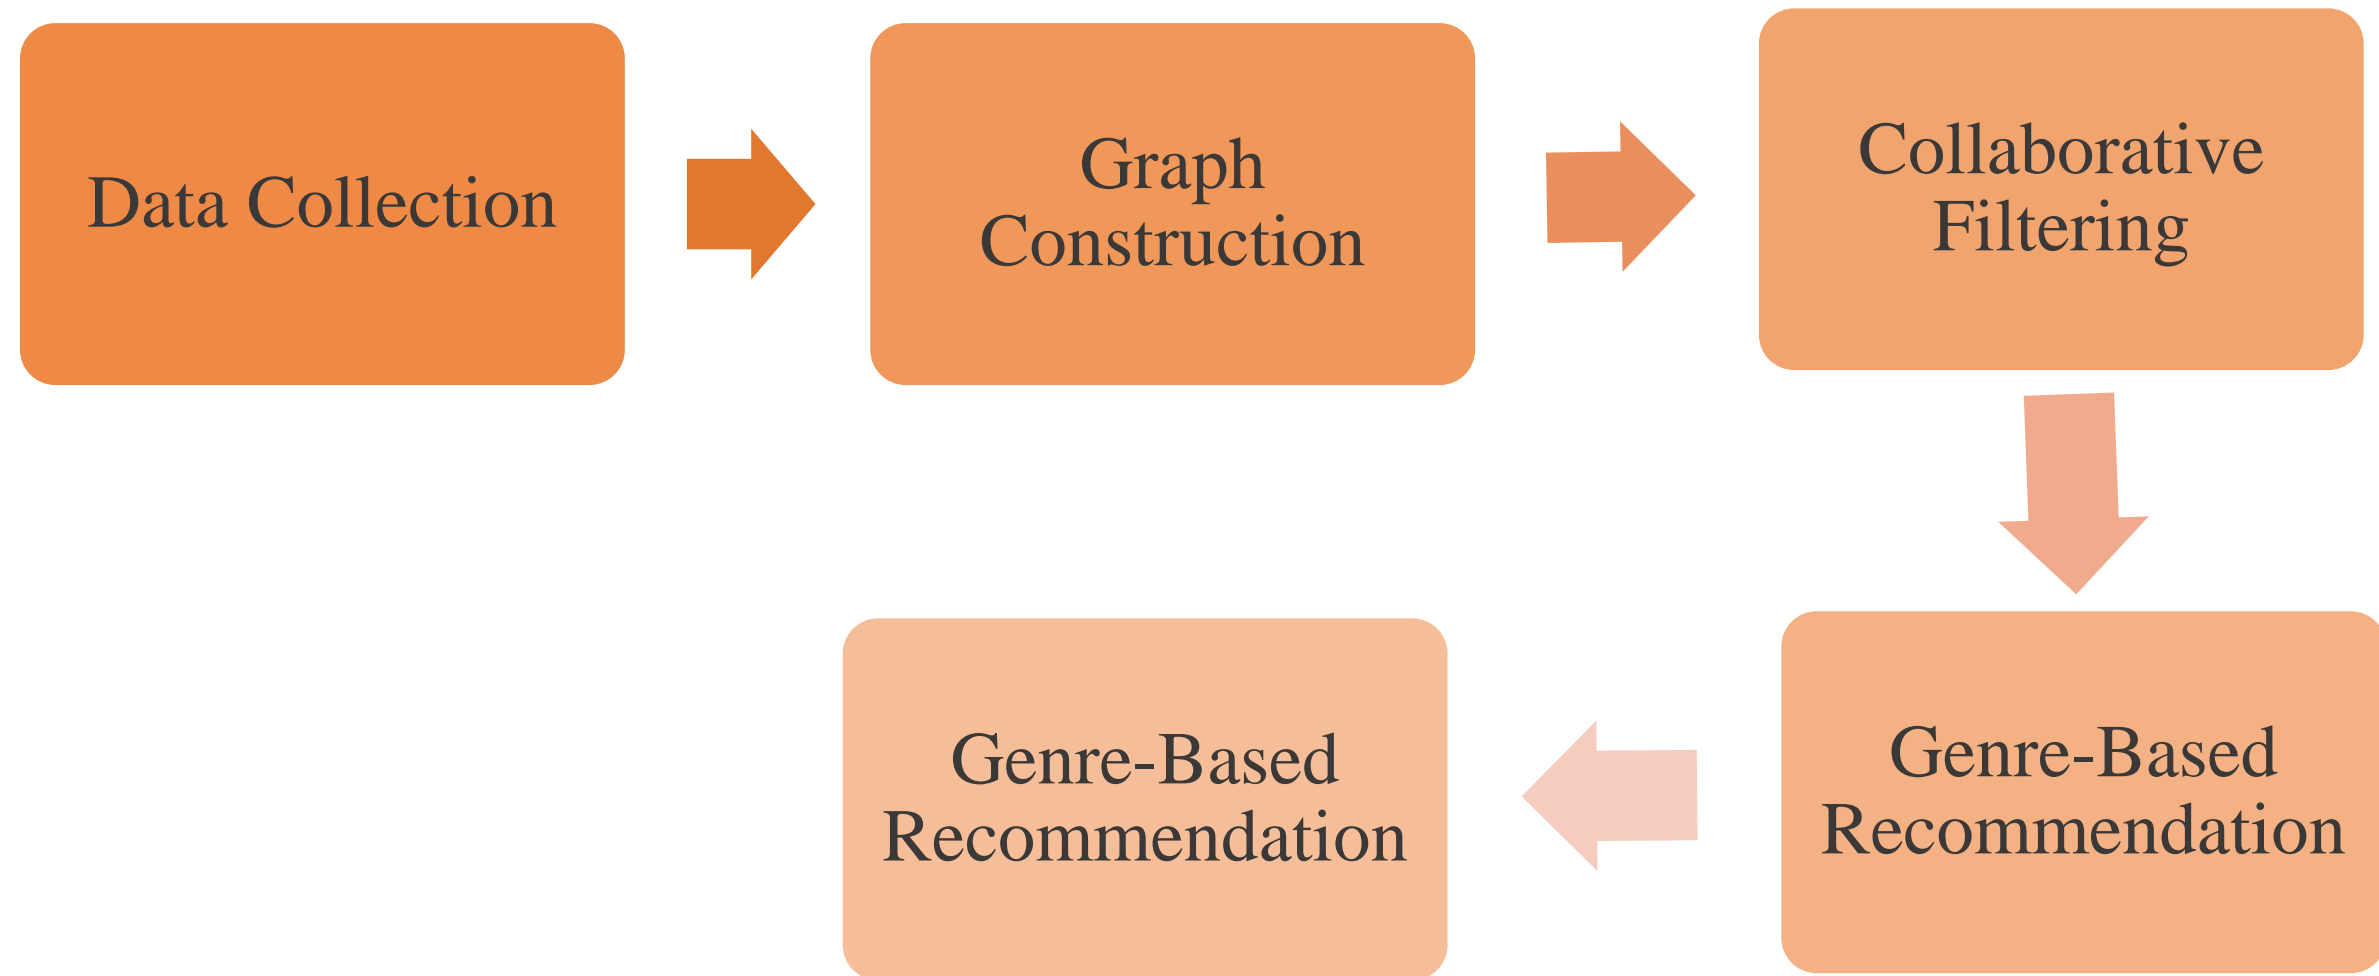 Data Collection
Graph
Construction
Collaborative
Filtering
Genre-Based
Recommendation
Genre-Based
Recommendation